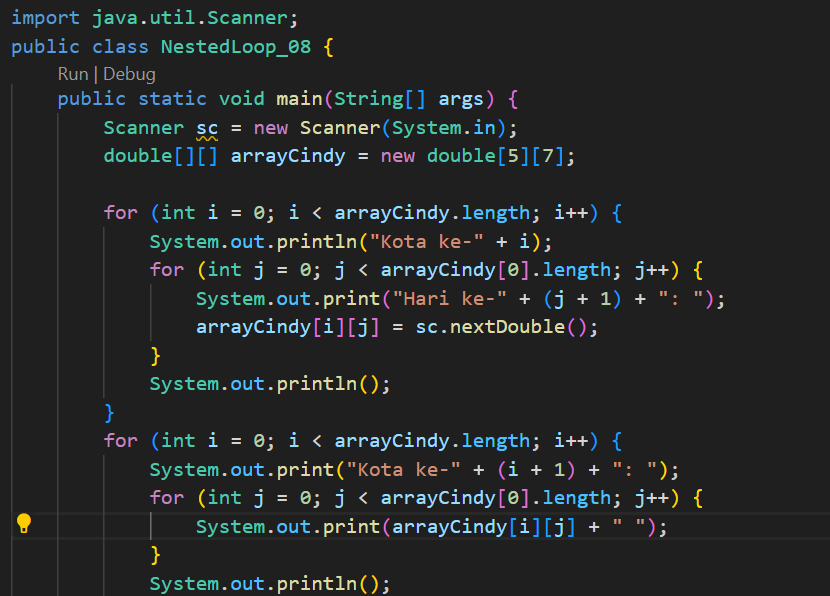 import java.util.Scanner;
public class NestedLoop_08 {
Run | Debug
public static void main(String[] args) {
Scanner sc = new Scanner(System.in);
double[][] arrayCindy = new double[5][7];
for (int i = 0; i < arrayCindy.length; i++) {
System.out.println("Kota ke-" + i);
for (int j = 0; j < arrayCindy[0].length; j++) {
System.out.print("Hari ke-" + (j + 1) + ": ");
arrayCindy[i][j] = sc.nextDouble();
}
System.out.println();
}
for (int i = 0; i < arrayCindy.length; i++) {
System.out.print("Kota ke-" + (i + 1) + ": ");
for (int j = 0; j < arrayCindy[0].length; j++) {
System.out.print(arrayCindy[i][j] + " ");
}
System.out.println();